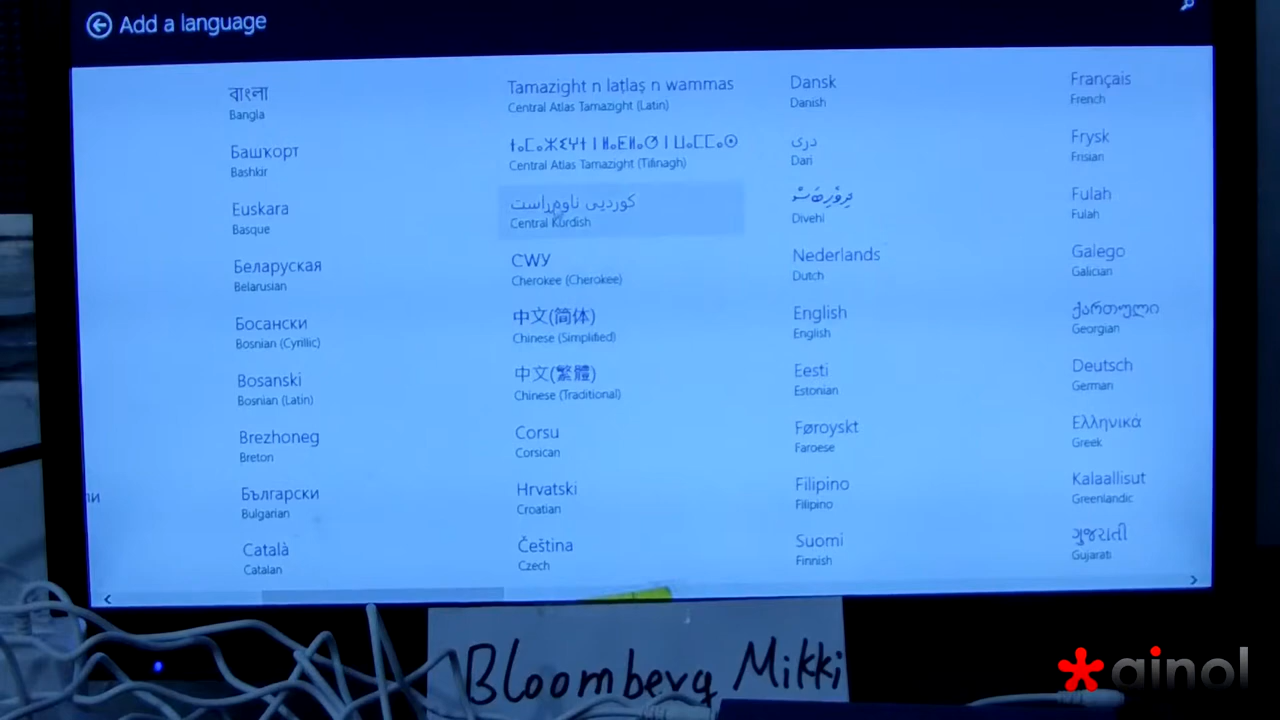 Add a language
বাংলা
Bangla
Башҡорт
Bashkir
Euskara
Basque
Беларуская
Belarusian
Босански
Bosnian (Cyrillic)
Bosanski
Bosnian (Latin)
Brezhoneg
Breton
Български
Bulgarian
Català
Catalan
Tamazight n laṭlaṣ n wammas
Central Atlas Tamazight (Latin)
Central Atlas Tamazight (Tifinagh)
کوردیی ناوەڕاست
Central Kurdish
ᏣᎳᎩ
Cherokee (Cherokee)
中文(简体)
Chinese (Simplified)
中文(繁體)
Chinese (Traditional)
Corsu
Corsican
Hrvatski
Croatian
Čeština
Czech
Dansk
Danish
درى
Dari
ދިވެހިބަސް
Divehi
Nederlands
Dutch
English
English
Eesti
Estonian
Føroyskt
Faroese
Filipino
Filipino
Suomi
Finnish
Français
French
Frysk
Frisian
Fulah
Fulah
Galego
Galician
ქართული
Georgian
Deutsch
German
Ελληνικά
Greek
Kalaallisut
Greenlandic
ગુજરાતી
Gujarati
Bloomberg Mikki
ainol